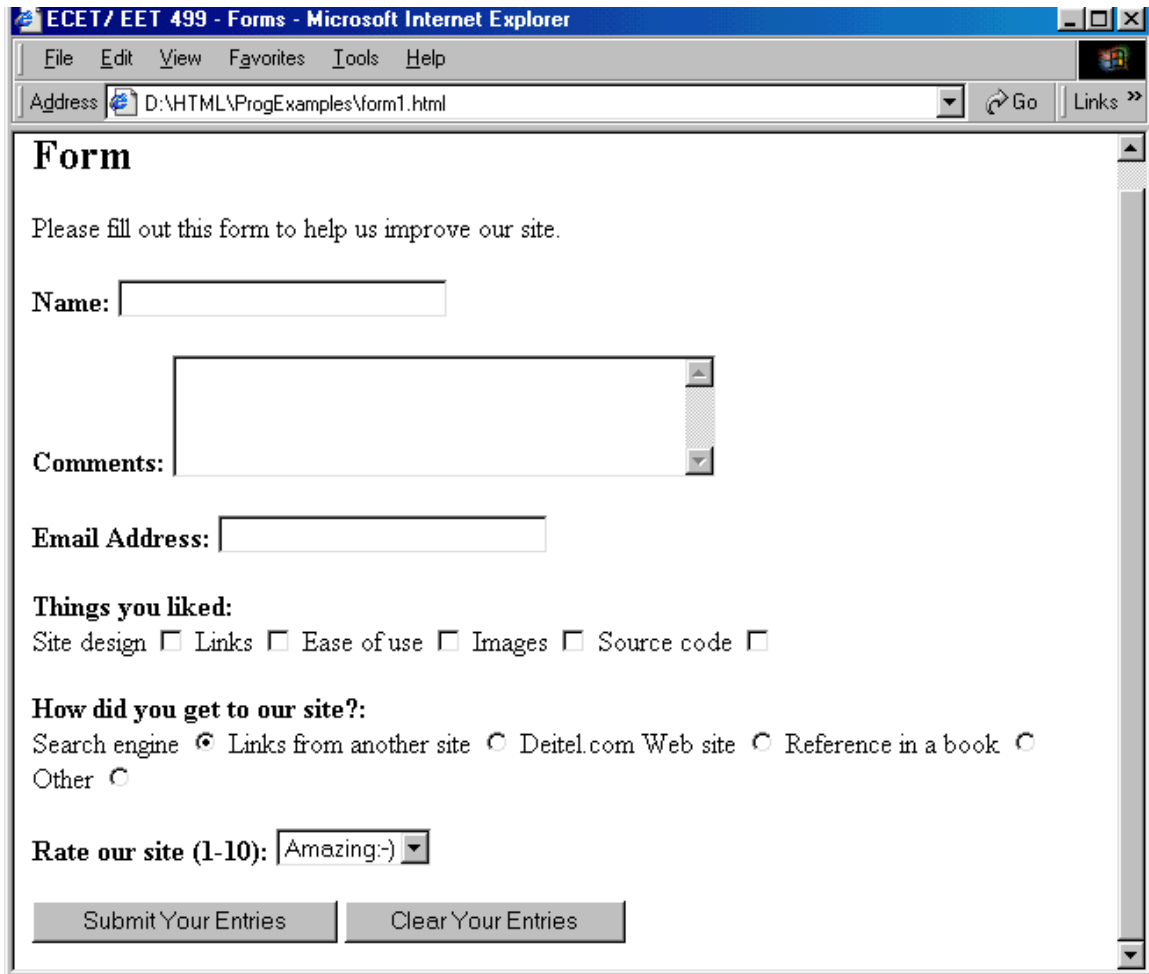 ECET/ EET 499 - Forms - Microsoft Internet Explorer
File Edit View Favorites Tools Help
Address D:\HTML\ProgExamples\form1.html Go Links »
Form
Please fill out this form to help us improve our site.
Name:
Comments:
Email Address:
Things you liked:
Site design Links Ease of use Images Source code
How did you get to our site?:
Search engine Links from another site Deitel.com Web site Reference in a book
Other
Rate our site (1-10): Amazing:-)
Submit Your Entries Clear Your Entries